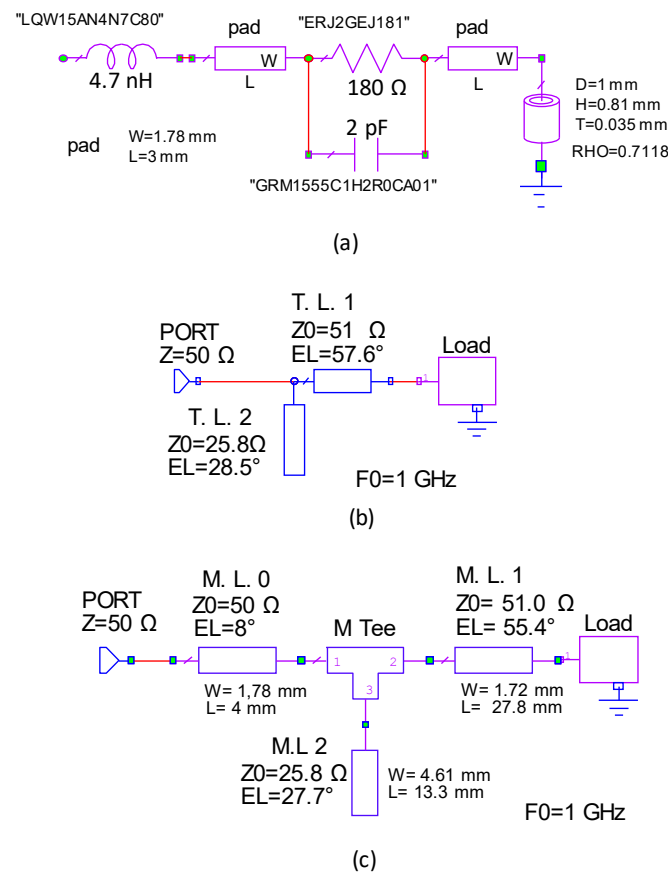 "LQW15AN4N7C80"
pad
"ERJ2GEJ181"
pad
W
W
4.7 nH
L
180 Ω
L
D=1 mm
H=0.81 mm
T=0.035 mm
RHO=0.7118
pad
W=1.78 mm
L=3 mm
2 pF
"GRM1555C1H2R0CA01"
(a)
T. L. 1
Z0=51 Ω
EL=57.6°
PORT
Z=50 Ω
Load
1
T. L. 2
Z0=25.8Ω
EL=28.5°
F0=1 GHz
(b)
M. L. 0
Z0=50 Ω
EL=8°
M. L. 1
Z0= 51.0 Ω
EL= 55.4°
PORT
Z=50 Ω
M Tee
Load
1
2
3
1
W= 1,78 mm
L= 4 mm
W= 1.72 mm
L= 27.8 mm
M.L 2
Z0=25.8 Ω
EL=27.7°
W= 4.61 mm
L= 13.3 mm
F0=1 GHz
(c)